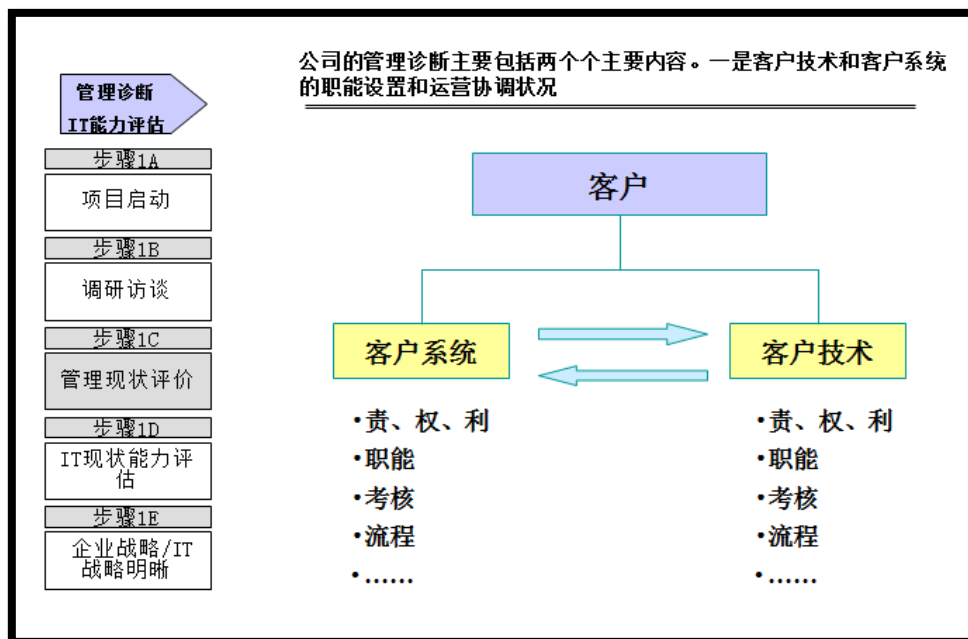 公司的管理诊断主要包括两个个主要内容。一是客户技术和客户系统
的职能设置和运营协调状况
管理诊断
IT能力评估
步骤1A
项目启动
步骤1B
调研访谈
步骤1C
管理现状评价
步骤1D
IT现状能力评
估
步骤1E
企业战略/IT
战略明晰
客户
客户系统
·责、权、利
·职能
·考核
·流程
·……
客户技术
·责、权、利
·职能
·考核
·流程
·……